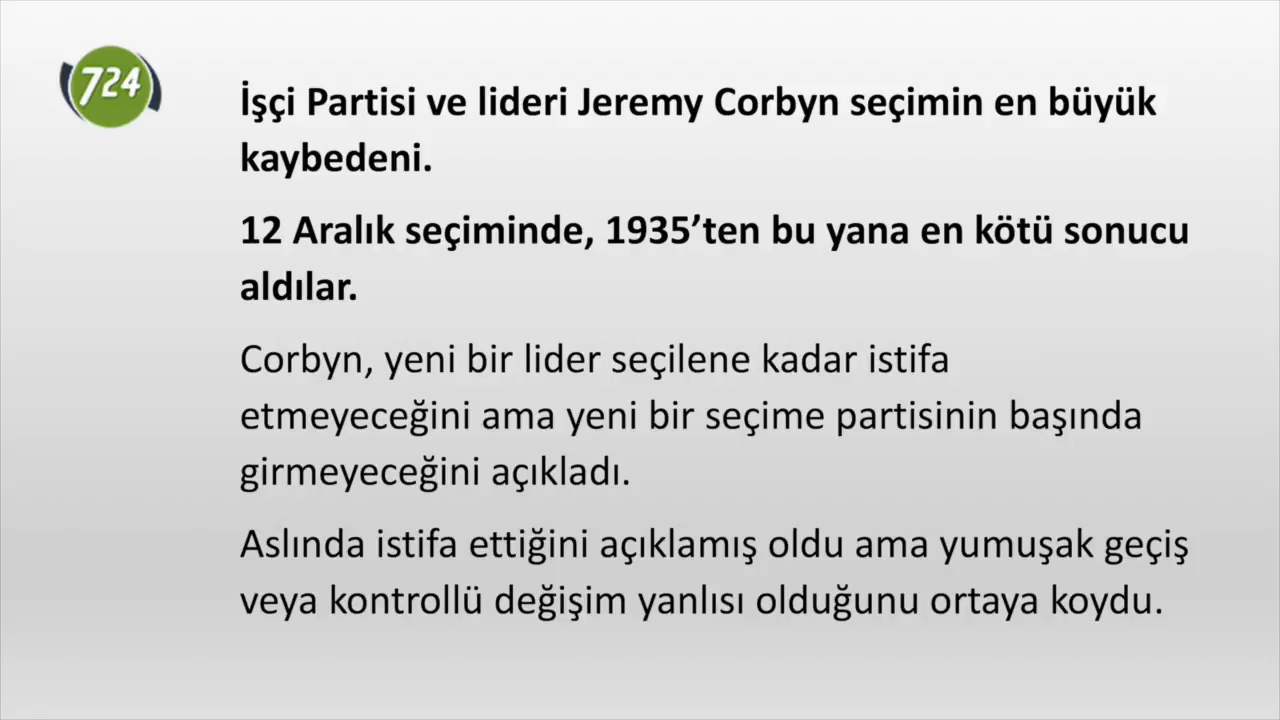 724
İşçi Partisi ve lideri Jeremy Corbyn seçimin en büyük
kaybedeni.
12 Aralık seçiminde, 1935’ten bu yana en kötü sonucu
aldılar.
Corbyn, yeni bir lider seçilene kadar istifa
etmeyeceğini ama yeni bir seçime partisinin başında
girmeyeceğini açıkladı.
Aslında istifa ettiğini açıklamış oldu ama yumuşak geçiş
veya kontrollü değişim yanlısı olduğunu ortaya koydu.